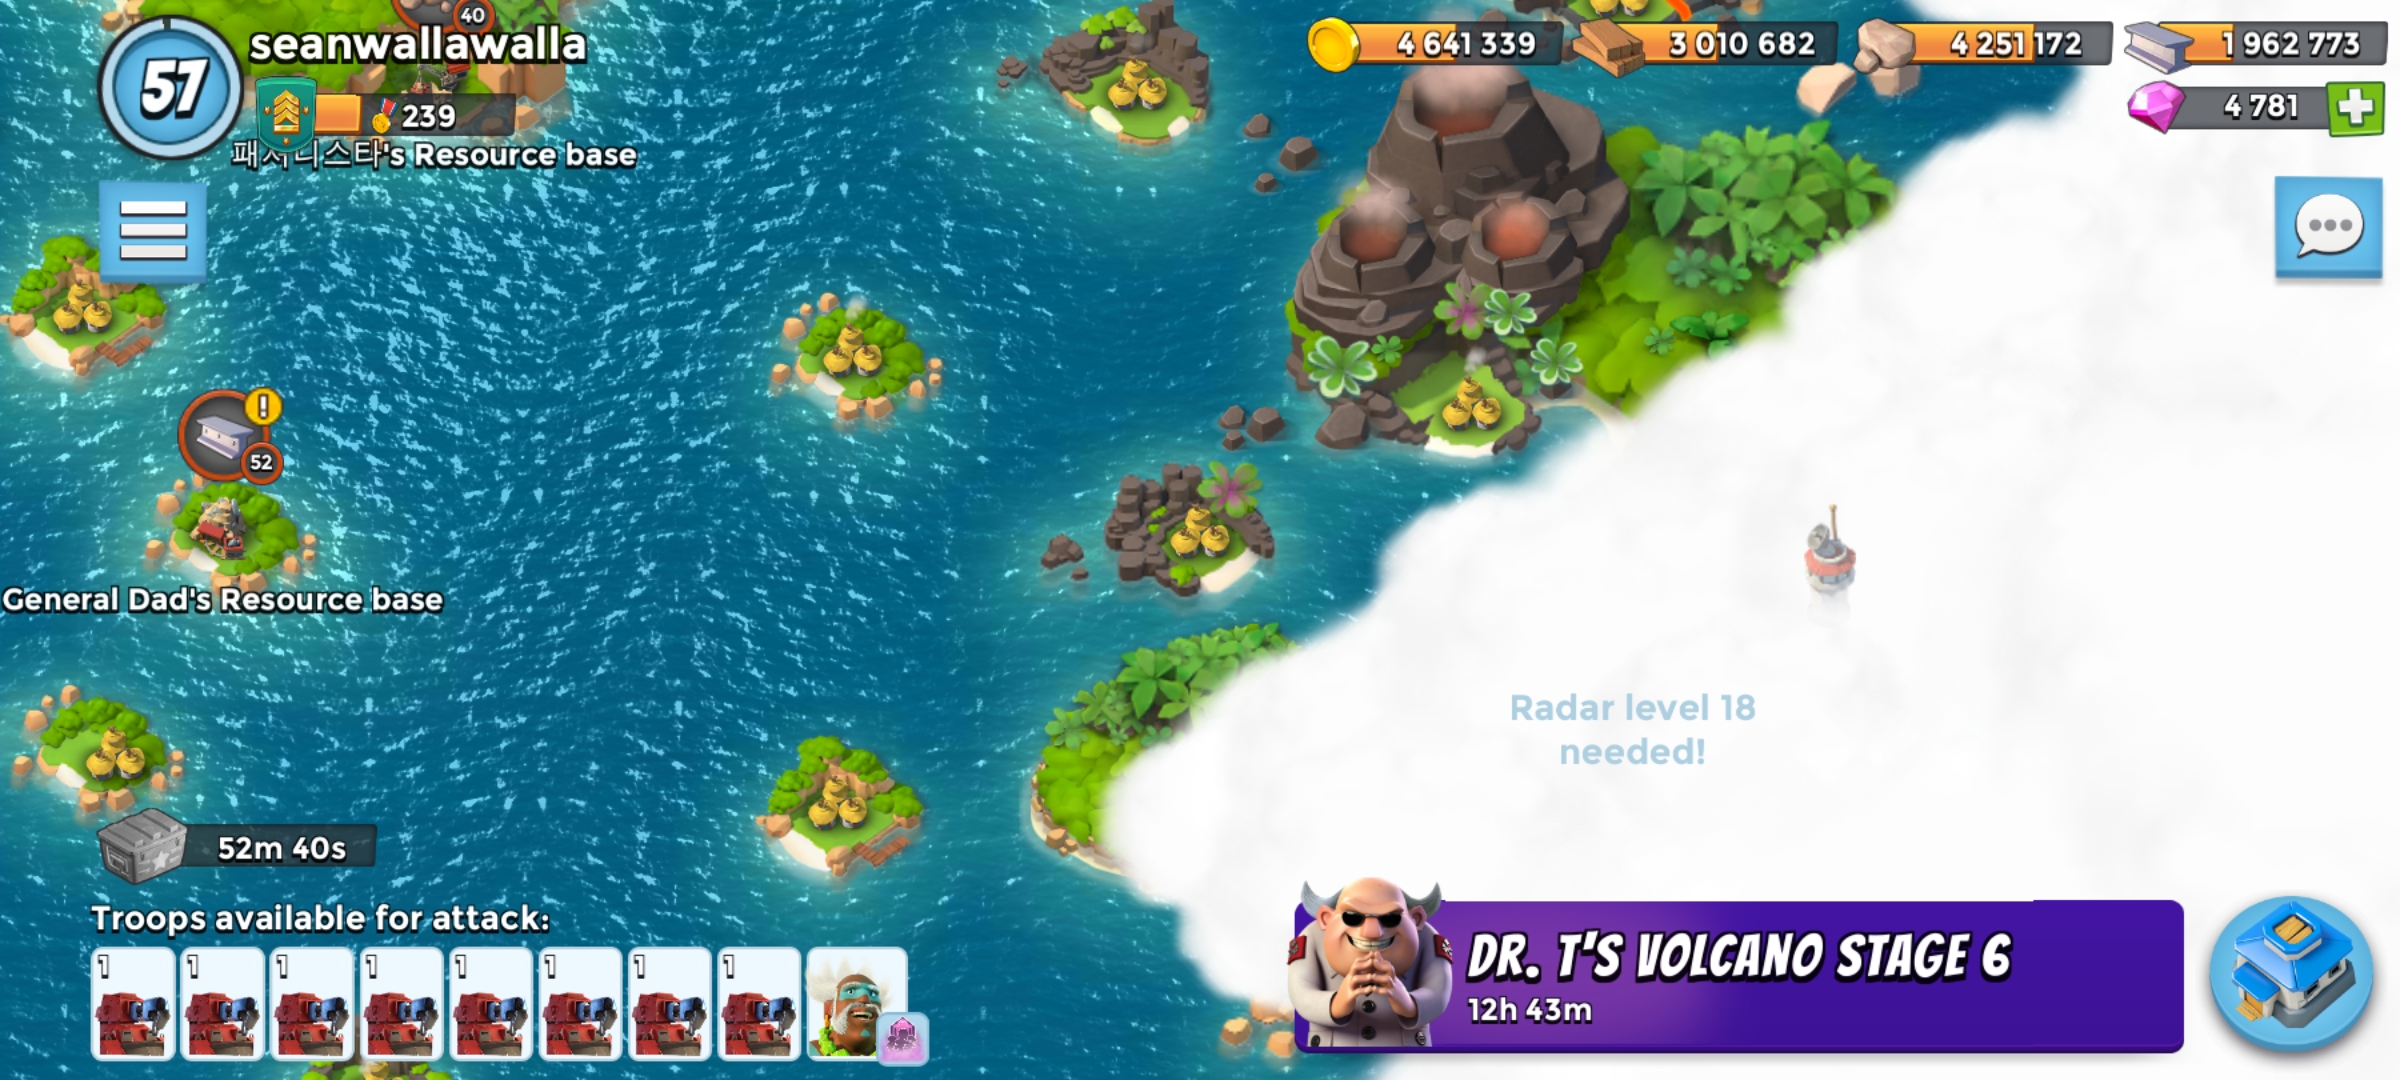 57
seanwallawalla
40
239
4 641 339
3 010 682
4 251 172
1 962 773
4 781
패셔니스타's Resource base
!
52
General Dad's Resource base
Radar level 18
needed!
52m 40s
Troops available for attack:
1 1 1 1 1 1 1 1
DR. T'S VOLCANO STAGE 6
12h 43m